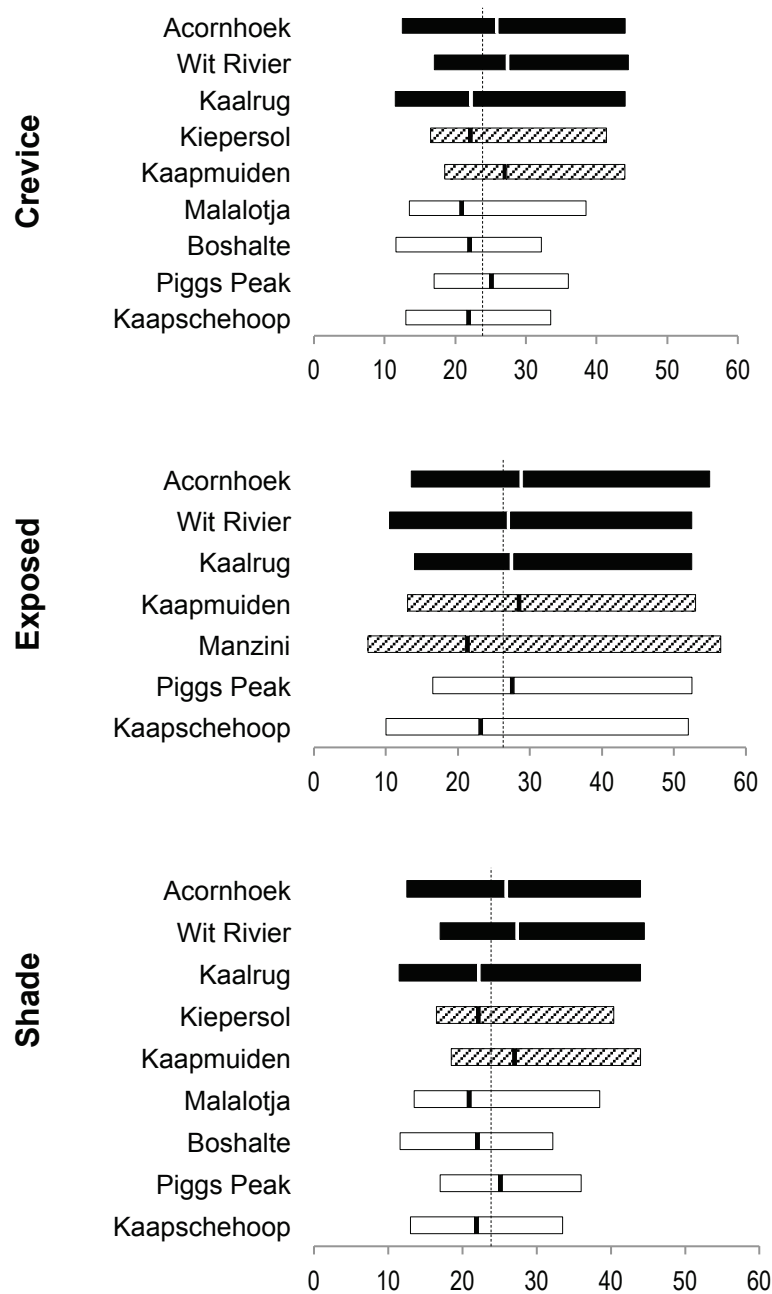 Crevice
Acornhoek
Wit Rivier
Kaalrug
Kiepersol
Kaapmuiden
Malalotja
Boshalte
Piggs Peak
Kaapschehoop
0 10 20 30 40 50 60
Exposed
Acornhoek
Wit Rivier
Kaalrug
Kaapmuiden
Manzini
Piggs Peak
Kaapschehoop
0 10 20 30 40 50 60
Shade
Acornhoek
Wit Rivier
Kaalrug
Kiepersol
Kaapmuiden
Malalotja
Boshalte
Piggs Peak
Kaapschehoop
0 10 20 30 40 50 60